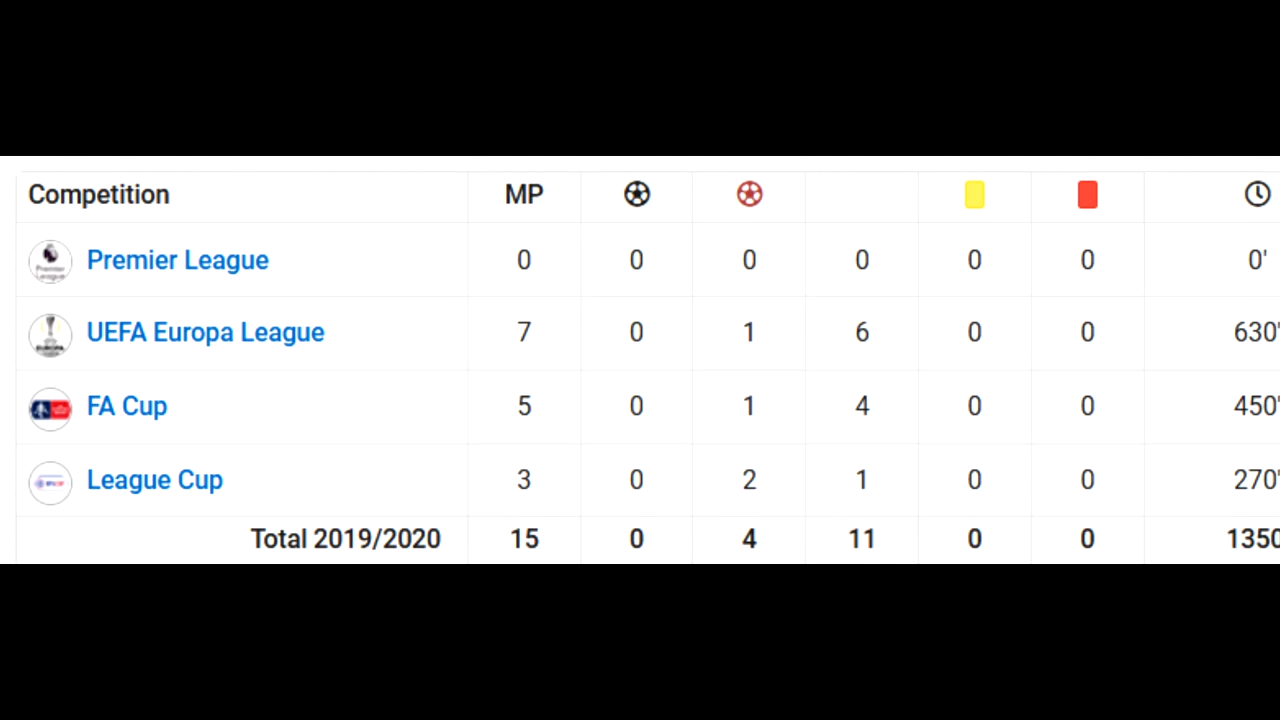 Competition MP
Premier League 0 0 0 0 0 0 0'
UEFA Europa League 7 0 1 6 0 0 630'
FA Cup 5 0 1 4 0 0 450'
League Cup 3 0 2 1 0 0 270'
Total 2019/2020 15 0 4 11 0 0 1350